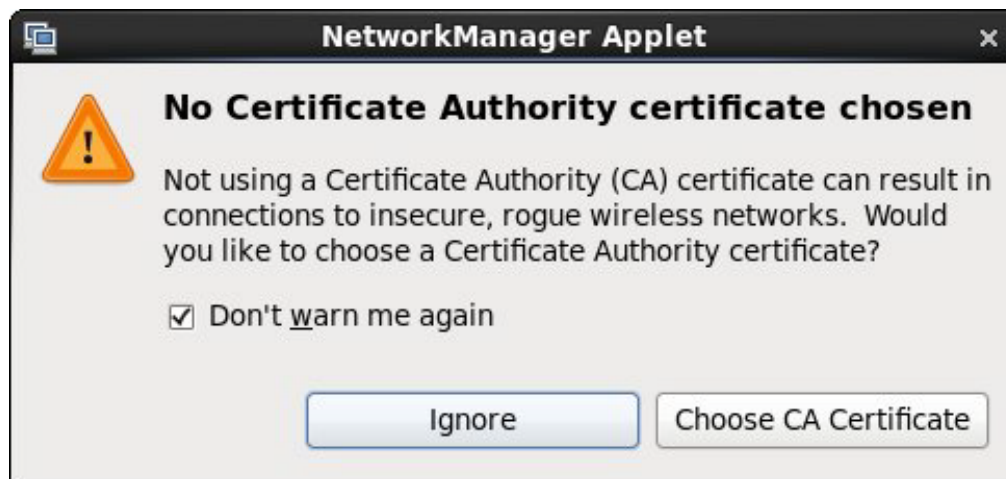 NetworkManager Applet
No Certificate Authority certificate chosen
Not using a Certificate Authority (CA) certificate can result in
connections to insecure, rogue wireless networks.  Would
you like to choose a Certificate Authority certificate?
Don't warn me again
Ignore
Choose CA Certificate